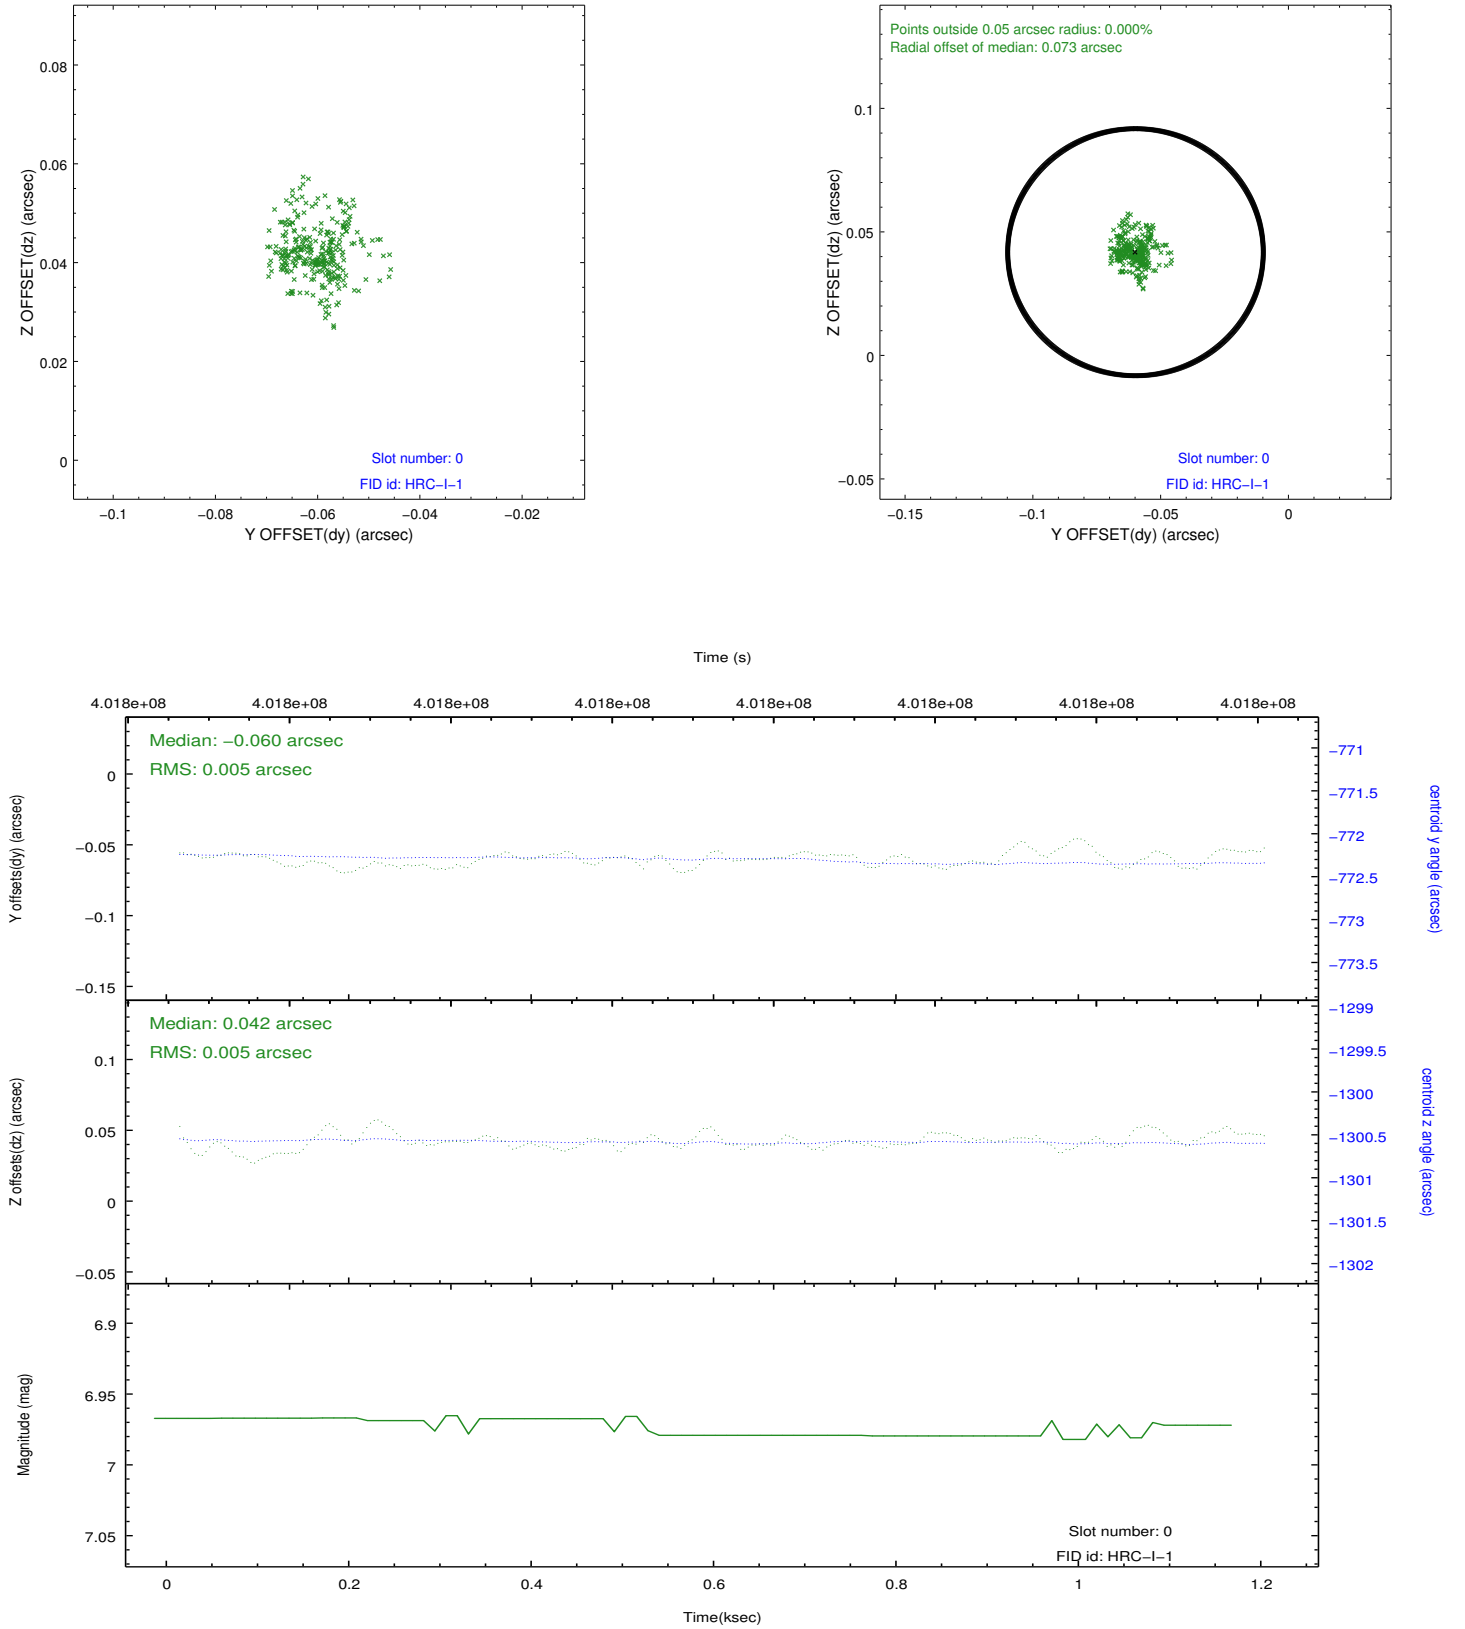 0.08
0.06
0.04
0.02
0
Z OFFSET(dz) (arcsec)
Slot number: 0
FID id: HRC−I−1
−0.1 −0.08 −0.06 −0.04 −0.02
Y OFFSET(dy) (arcsec)
Points outside 0.05 arcsec radius: 0.000%
Radial offset of median: 0.073 arcsec
0.1
0.05
0
−0.05
Z OFFSET(dz) (arcsec)
Slot number: 0
FID id: HRC−I−1
−0.15 −0.1 −0.05 0
Y OFFSET(dy) (arcsec)
Time (s)
4.018e+08 4.018e+08 4.018e+08 4.018e+08 4.018e+08 4.018e+08 4.018e+08 4.018e+08
Median: −0.060 arcsec
RMS: 0.005 arcsec
0
−0.05
−0.1
−0.15
Y offsets(dy) (arcsec)
−771
−771.5
−772
−772.5
−773
−773.5
centroid y angle (arcsec)
Median: 0.042 arcsec
RMS: 0.005 arcsec
0.1
0.05
0
−0.05
Z offsets(dz) (arcsec)
−1299
−1299.5
−1300
−1300.5
−1301
−1301.5
−1302
centroid z angle (arcsec)
6.9
6.95
7
7.05
Magnitude (mag)
Slot number: 0
FID id: HRC−I−1
0 0.2 0.4 0.6 0.8 1 1.2
Time(ksec)